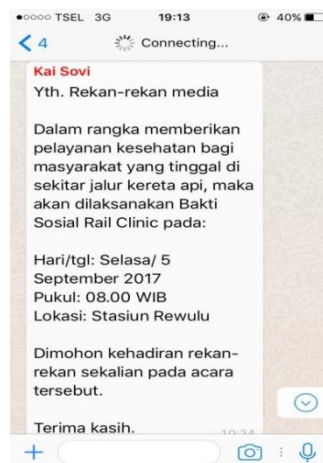 TSEL 3G 19:13 40%
4 Connecting...
Kai Sovi
Yth. Rekan-rekan media
Dalam rangka memberikan
pelayanan kesehatan bagi
masyarakat yang tinggal di
sekitar jalur kereta api, maka
akan dilaksanakan Bakti
Sosial Rail Clinic pada:
Hari/tgl: Selasa/ 5
September 2017
Pukul: 08.00 WIB
Lokasi: Stasiun Rewulu
Dimohon kehadiran rekan-
rekan sekalian pada acara
tersebut.
Terima kasih.
10:24